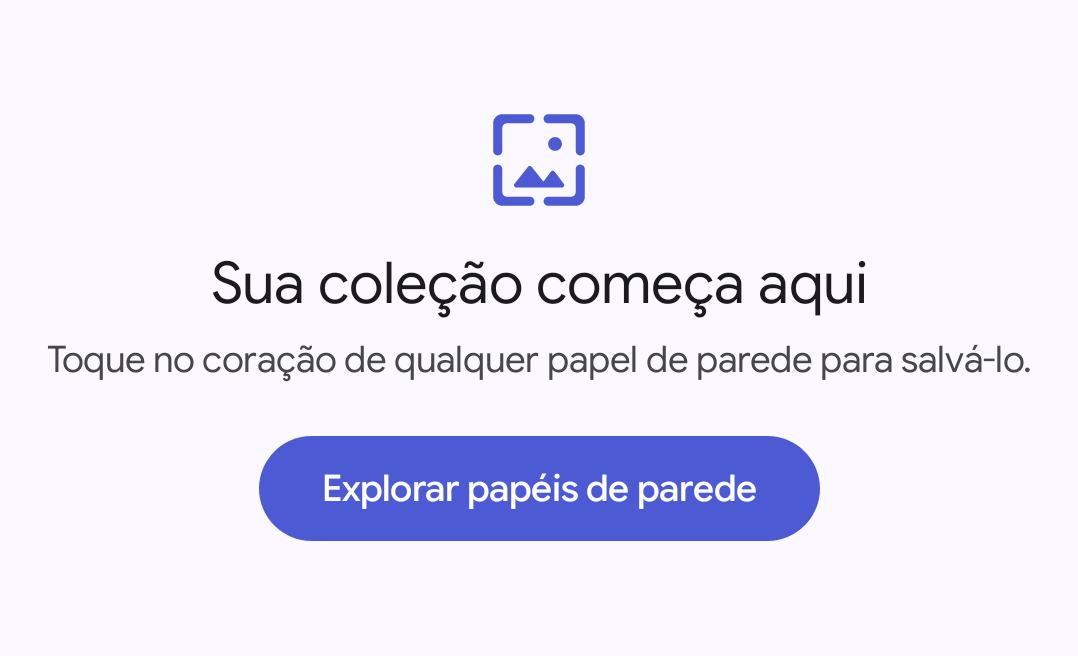 Sua coleção começa aqui
Toque no coração de qualquer papel de parede para salvá-lo.
Explorar papéis de parede